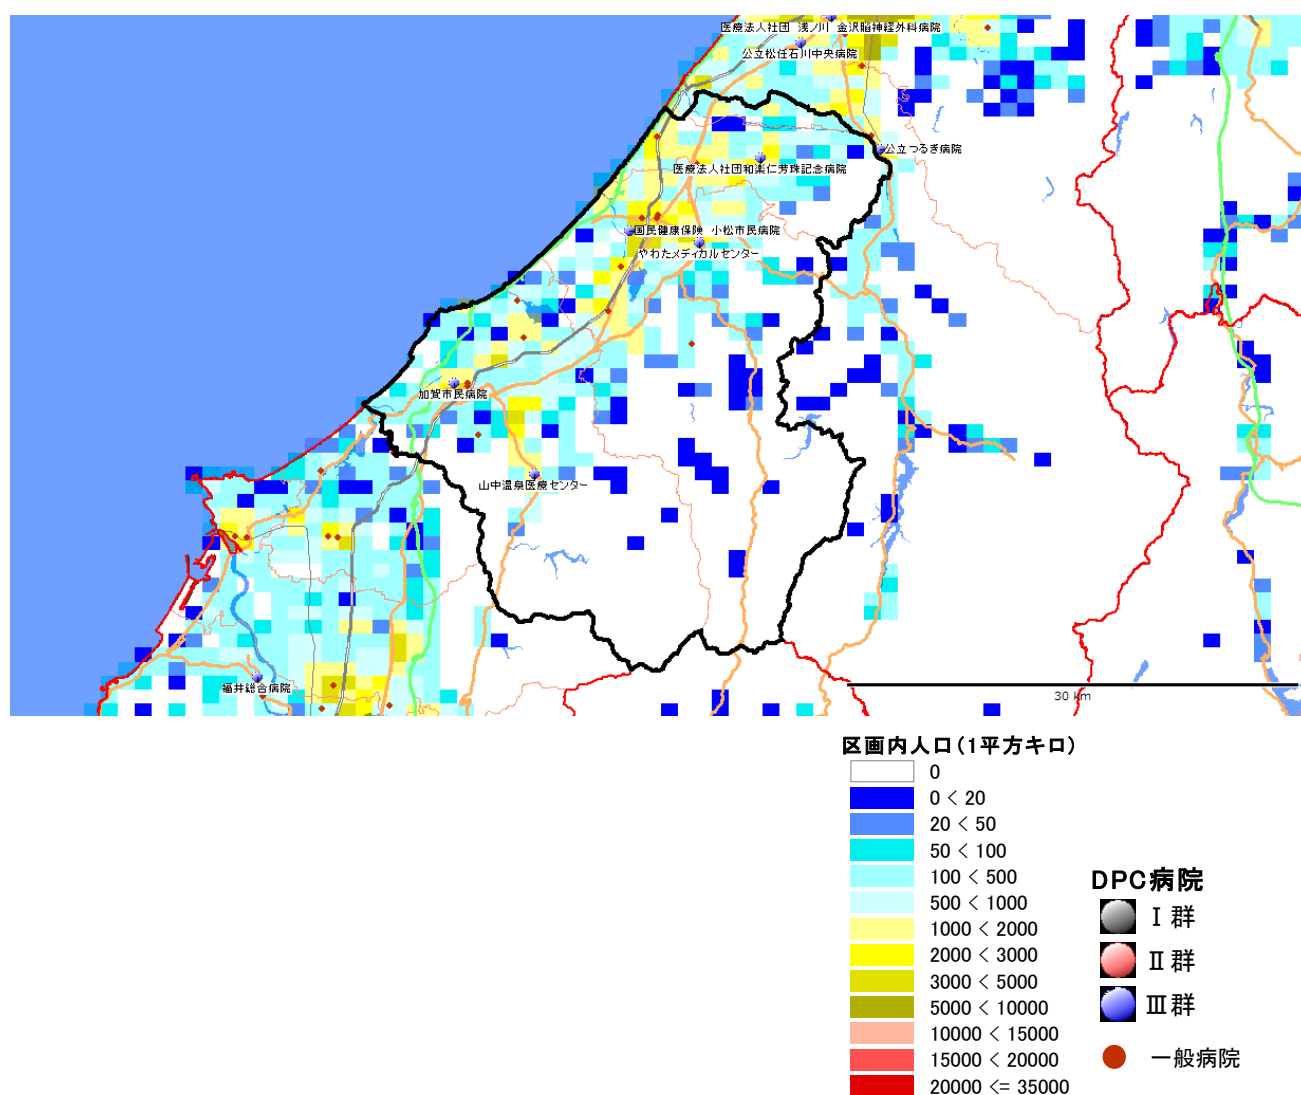 医療法人社団 浅ノ川 金沢脳神経外科病院
公立松任石川中央病院
公立つるぎ病院
医療法人社団和楽仁芳珠記念病院
国民健康保険 小松市民病院
やわたメディカルセンター
加賀市民病院
山中温泉医療センター
福井総合病院
30 km
区画内人口(1平方キロ)
0
0 < 20
20 < 50
50 < 100
100 < 500
500 < 1000
1000 < 2000
2000 < 3000
3000 < 5000
5000 < 10000
10000 < 15000
15000 < 20000
20000 <= 35000
DPC病院
Ⅰ群
Ⅱ群
Ⅲ群
一般病院